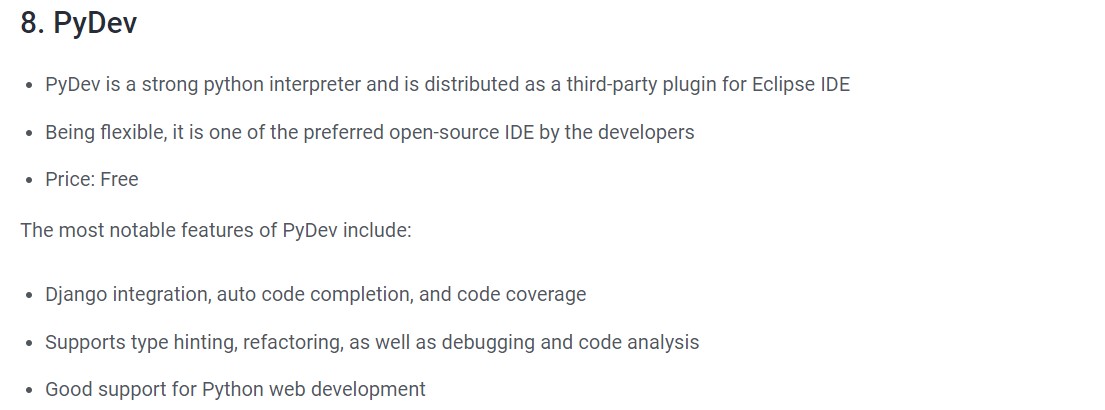 8. PyDev
• PyDev is a strong python interpreter and is distributed as a third-party plugin for Eclipse IDE
• Being flexible, it is one of the preferred open-source IDE by the developers
• Price: Free
The most notable features of PyDev include:
• Django integration, auto code completion, and code coverage
• Supports type hinting, refactoring, as well as debugging and code analysis
• Good support for Python web development